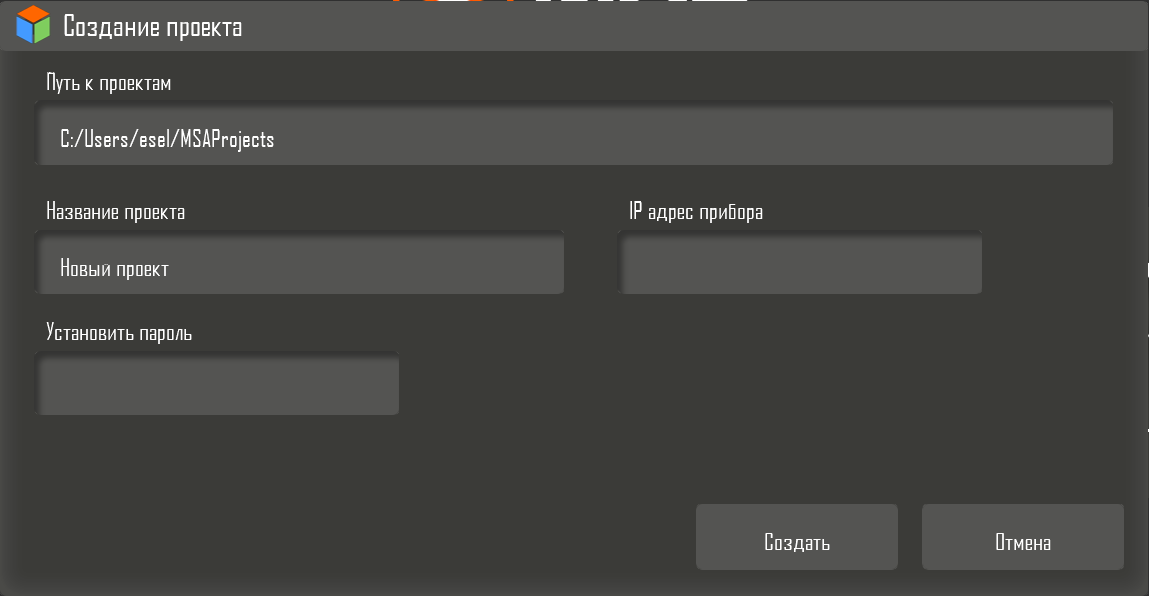 Создание проекта
Путь к проектам
C:/Users/esel/MSAProjects
Название проекта
IP адрес прибора
Новый проект
Установить пароль
Создать
Отмена